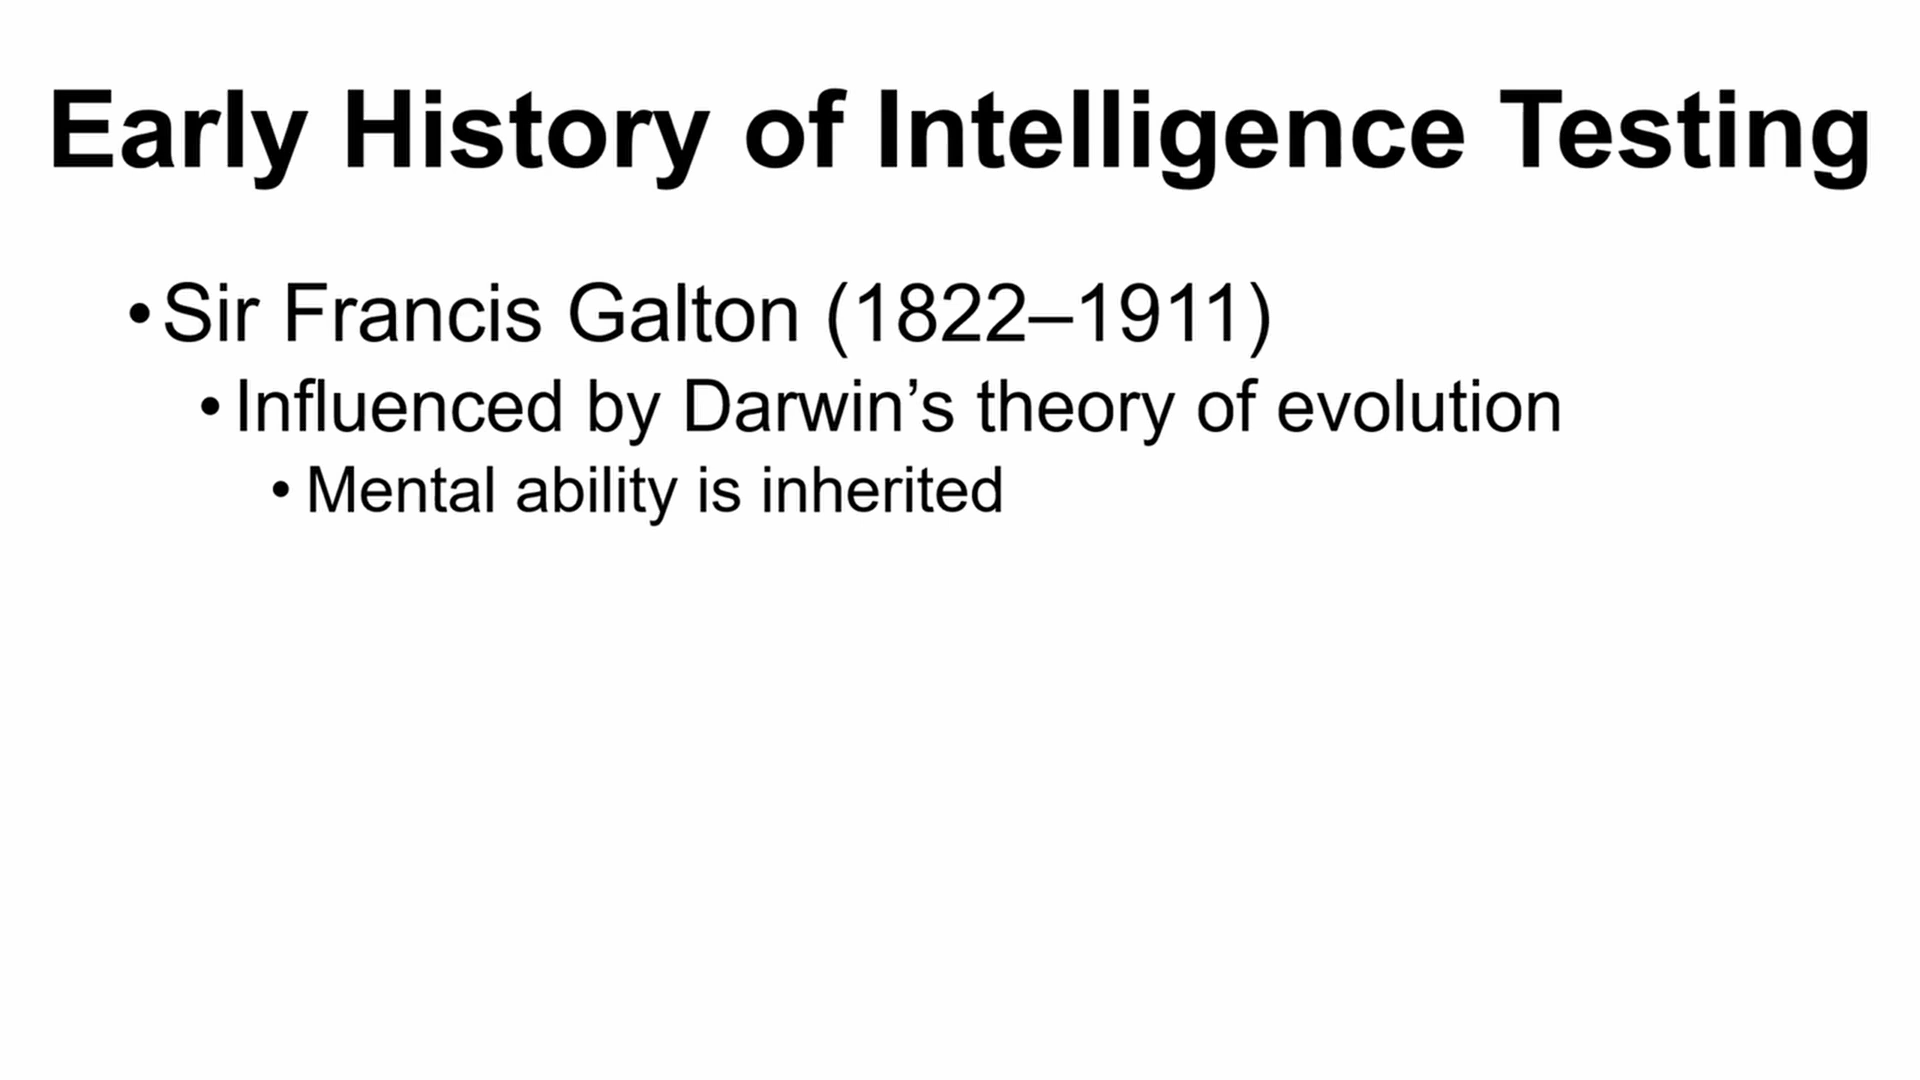 Early History of Intelligence Testing
•Sir Francis Galton (1822–1911)
•Influenced by Darwin’s theory of evolution
•Mental ability is inherited